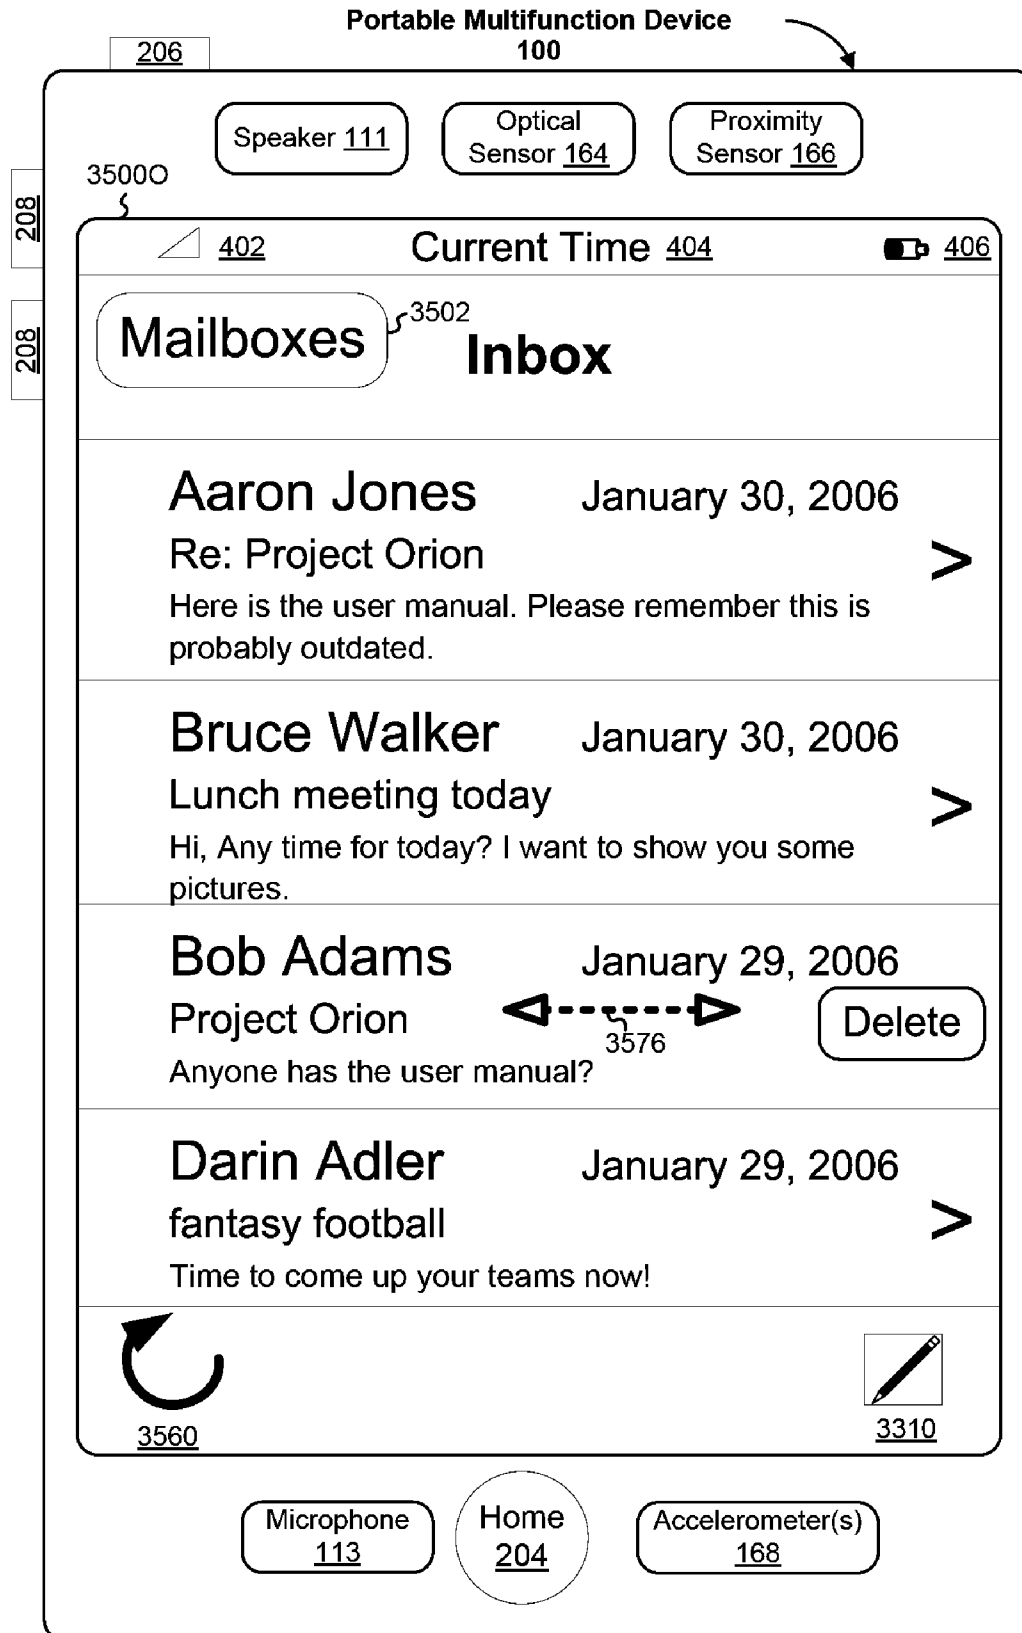 Portable Multifunction Device
100
206
Speaker 111
Optical
Sensor 164
Proximity
Sensor 166
3500O
208
208
402
Current Time 404
406
Mailboxes
3502
Inbox
Aaron Jones January 30, 2006
Re: Project Orion
>
Here is the user manual. Please remember this is
probably outdated.
Bruce Walker January 30, 2006
Lunch meeting today
>
Hi, Any time for today? I want to show you some
pictures.
Bob Adams January 29, 2006
Project Orion
Delete
3576
Anyone has the user manual?
Darin Adler January 29, 2006
fantasy football
>
Time to come up your teams now!
3560
3310
Microphone
113
Home
204
Accelerometer(s)
168